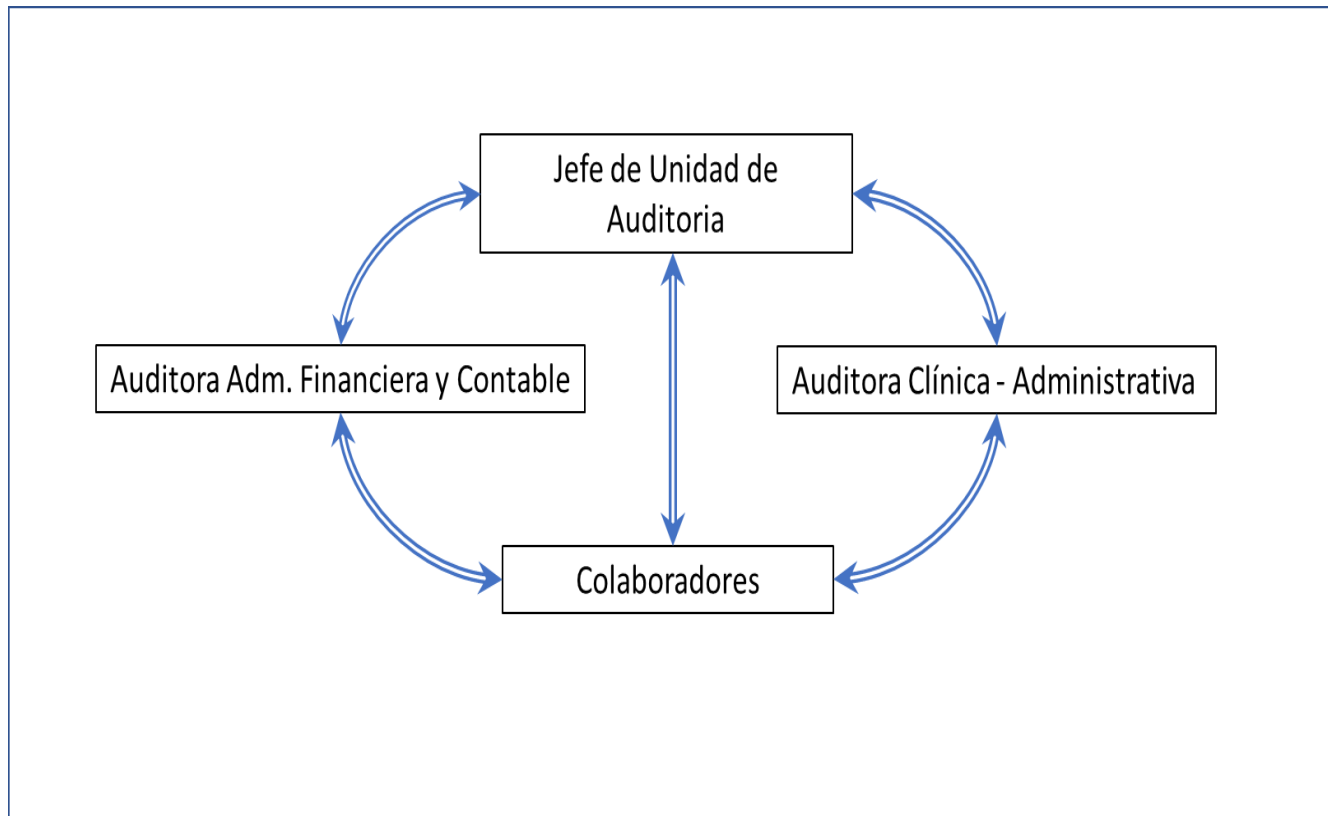 Jefe de Unidad de
Auditoria
Auditora Adm. Financiera y Contable
Auditora Clínica - Administrativa
Colaboradores